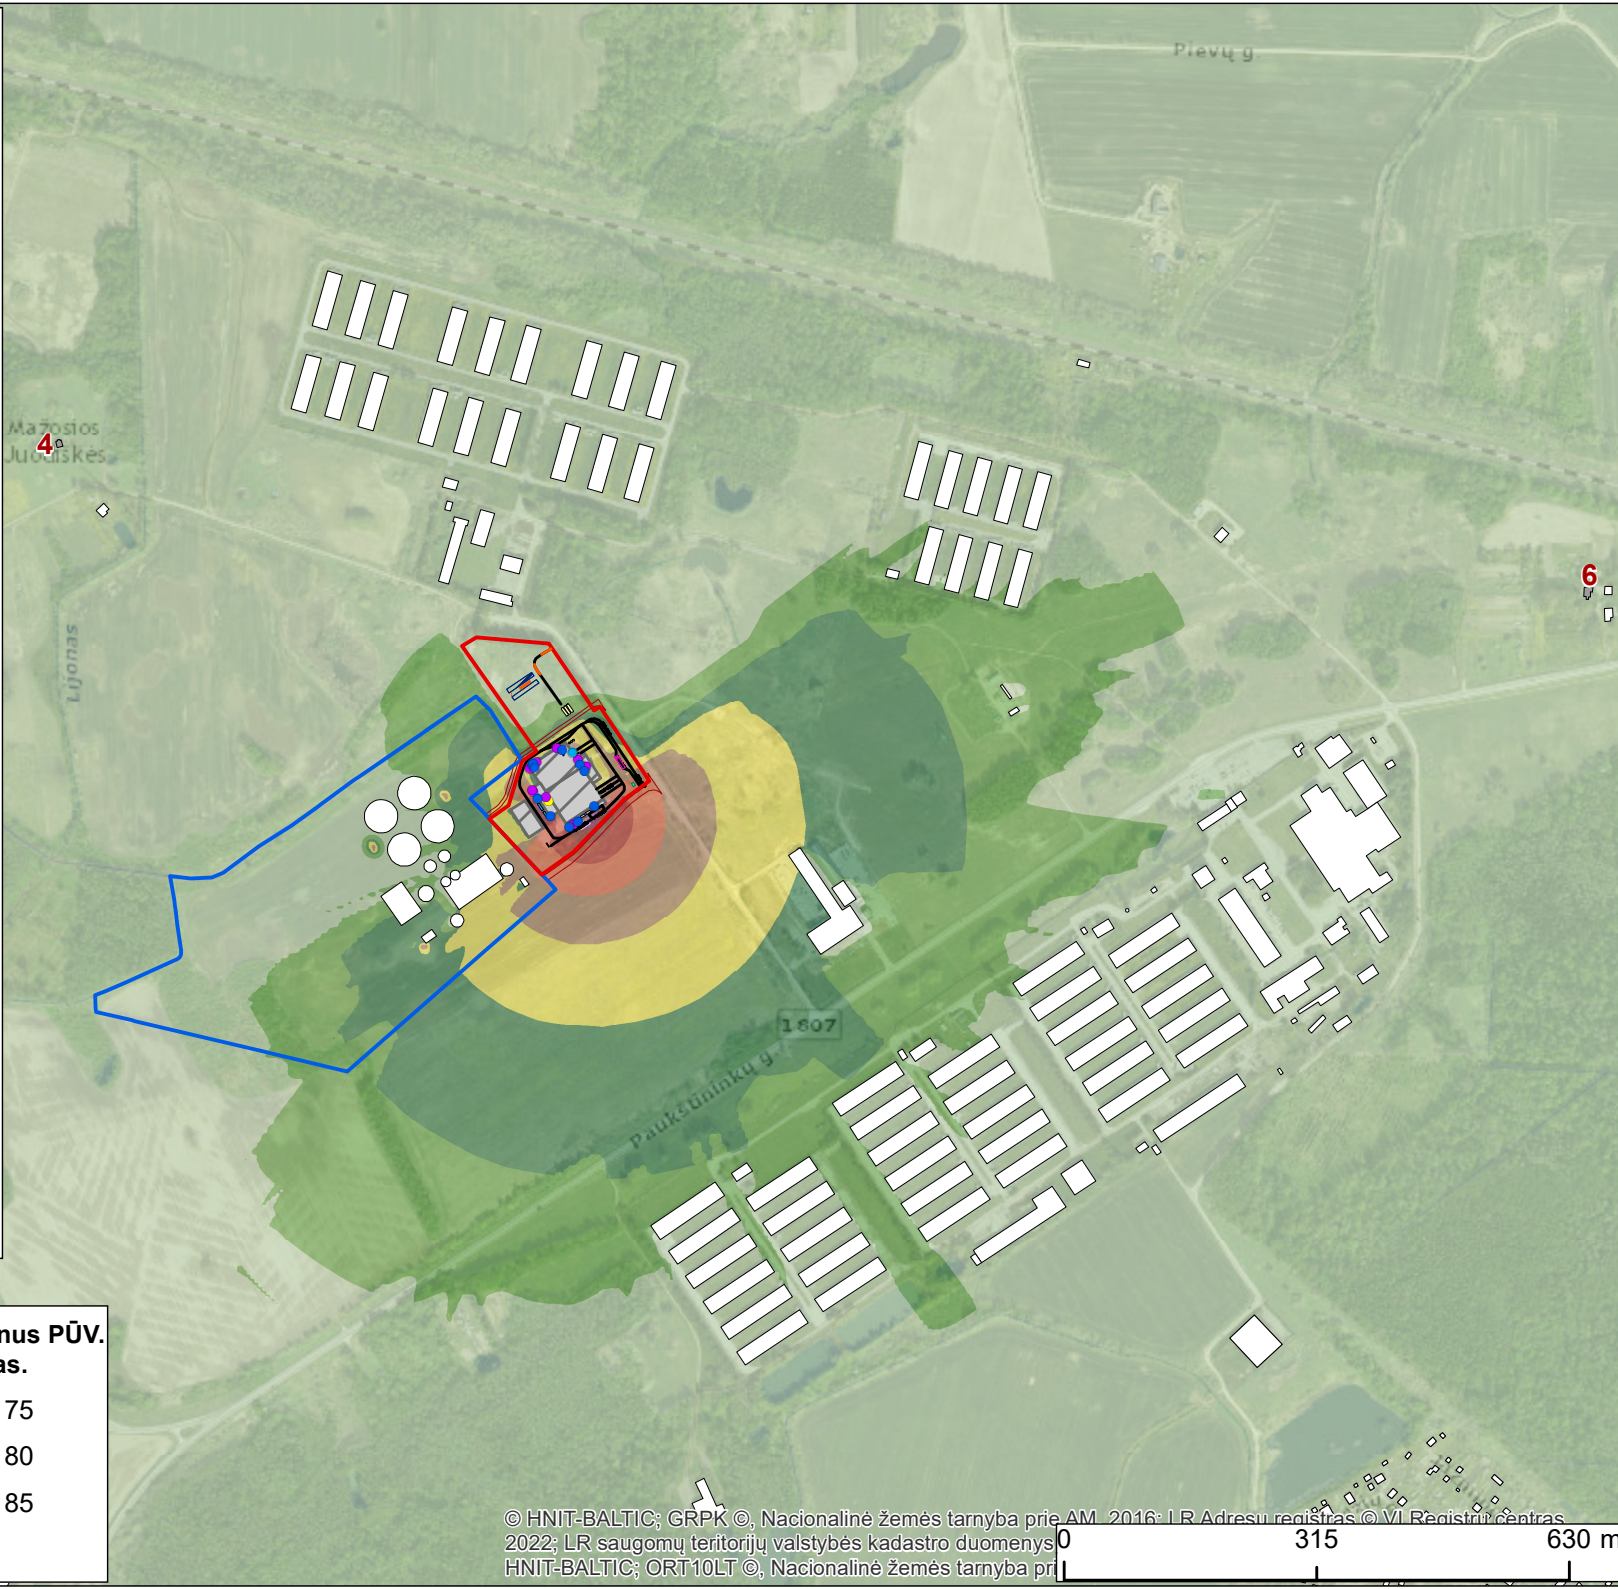 Pievų g.
Mažosios
Juodiškės
4
6
Lijonas
1807
Paukštininkų g.
nus PŪV.
as.
75
80
85
© HNIT-BALTIC; GRPK ©, Nacionalinė žemės tarnyba prie AM, 2016; LR Adresų registras © VĮ Registrų centras,
2022; LR saugomų teritorijų valstybės kadastro duomenys
HNIT-BALTIC; ORT10LT ©, Nacionalinė žemės tarnyba pri
0 315 630 m